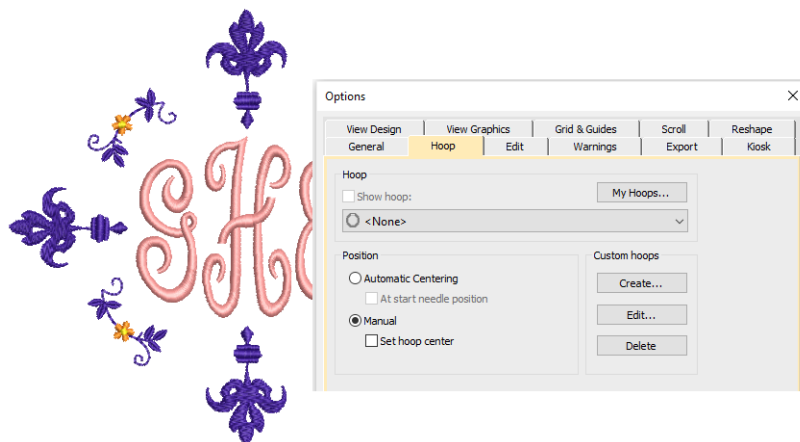 Options
View Design View Graphics Grid & Guides Scroll Reshape
General Hoop Edit Warnings Export Kiosk
Hoop
Show hoop: My Hoops...
<None>
Position Custom hoops
Automatic Centering Create...
At start needle position
Manual Edit...
Set hoop center Delete
GH